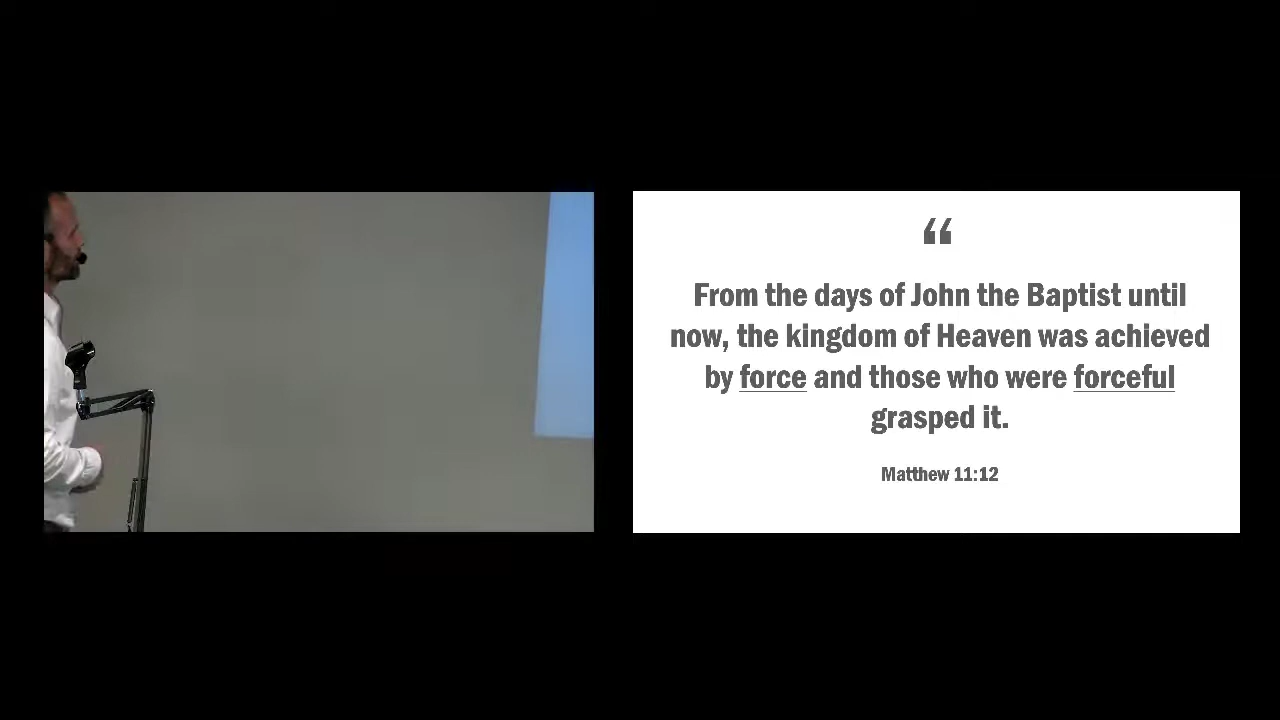 “
From the days of John the Baptist until
now, the kingdom of Heaven was achieved
by force and those who were forceful
grasped it.
Matthew 11:12